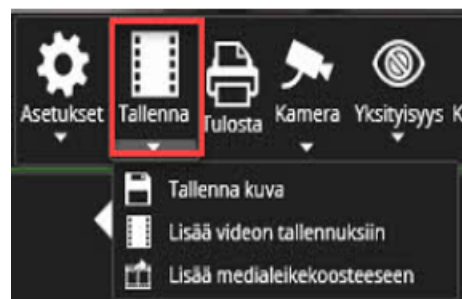 Asetukset Tallenna Tulosta Kamera Yksityisyys K
Tallenna kuva
Lisää videon tallennuksiin
Lisää medialeikekoosteeseen